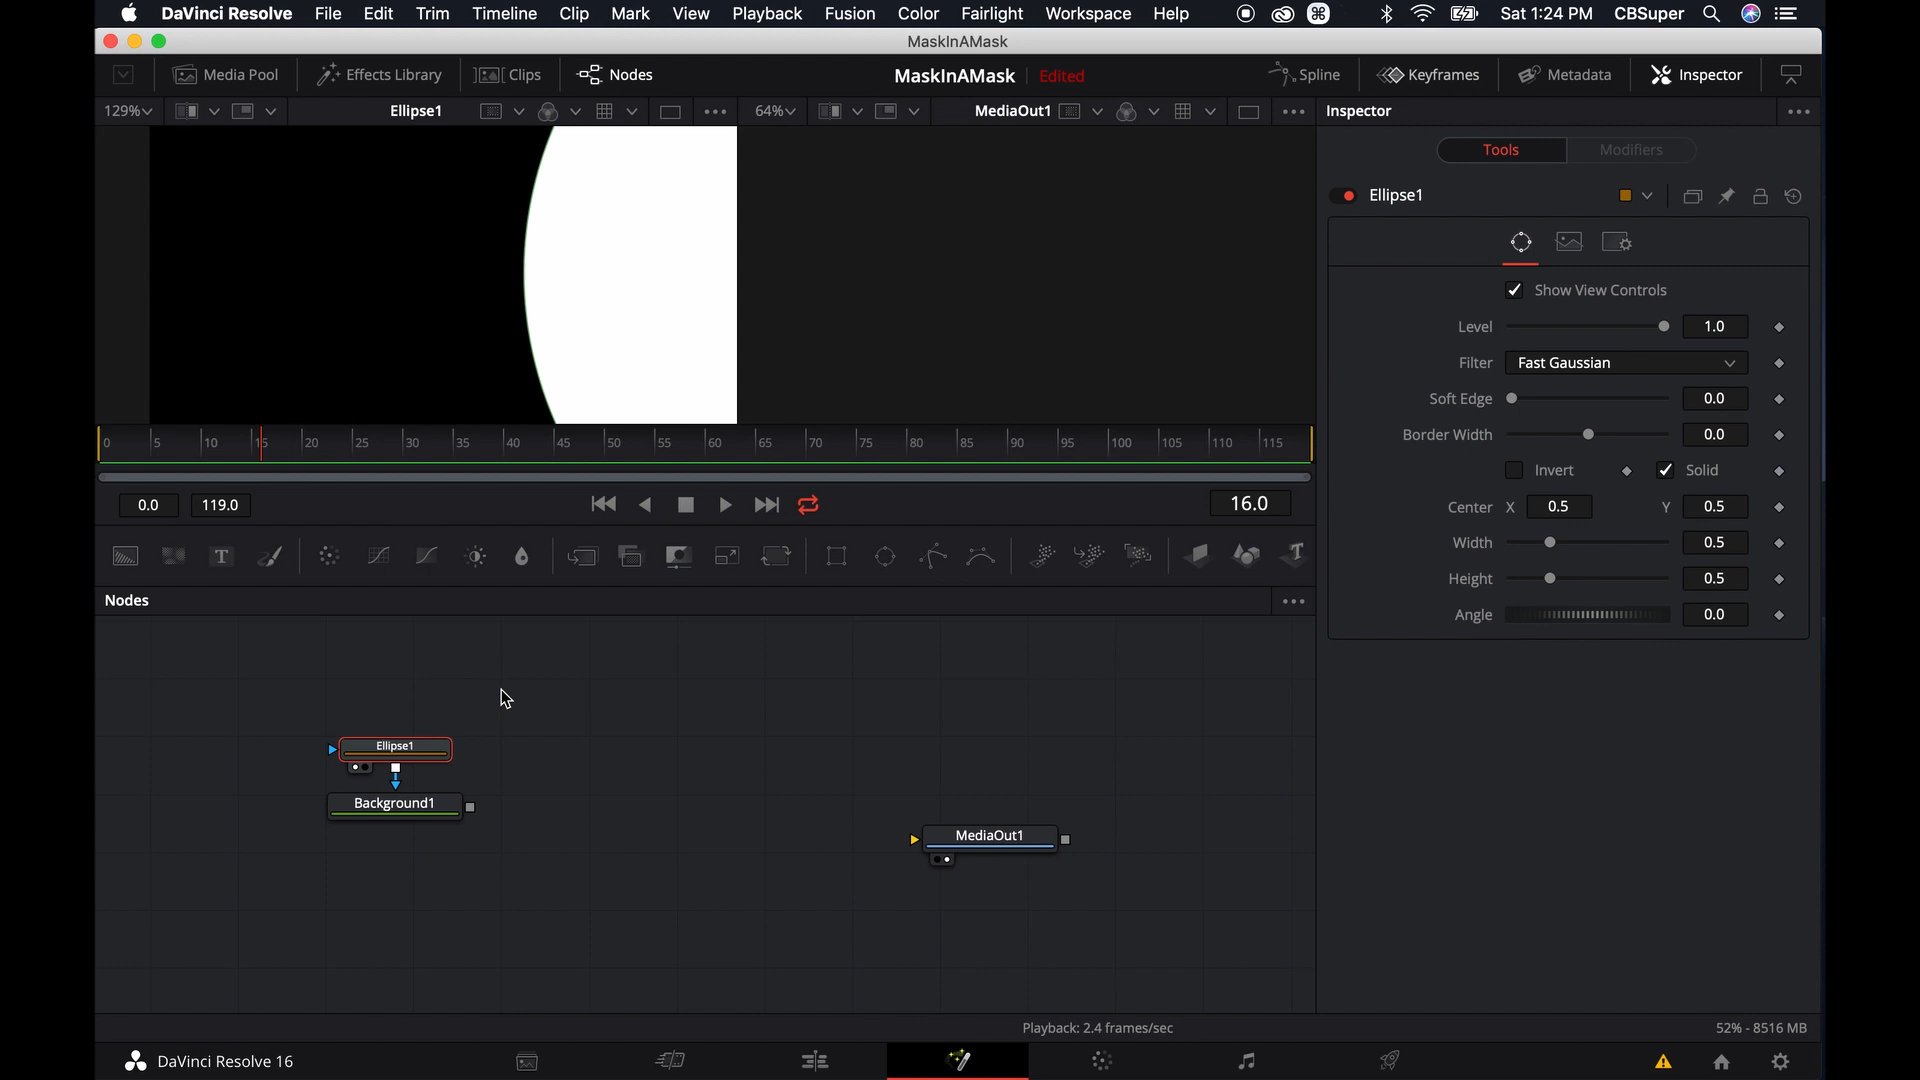 DaVinci Resolve File Edit Trim Timeline Clip Mark View Playback Fusion Color Fairlight Workspace Help Sat 1:24 PM CBSuper
MaskInAMask
Media Pool Effects Library Clips Nodes MaskInAMask Edited Spline Keyframes Metadata Inspector
129% Ellipse1 64% MediaOut1 Inspector
Tools Modifiers
Ellipse1
Show View Controls
Level 1.0
Filter Fast Gaussian
Soft Edge 0.0
Border Width 0.0
Invert Solid
Center X 0.5 Y 0.5
Width 0.5
Height 0.5
Angle 0.0
0 5 10 15 20 25 30 35 40 45 50 55 60 65 70 75 80 85 90 95 100 105 110 115
0.0 119.0 16.0
T T
Nodes
Ellipse1
Background1
MediaOut1
Playback: 2.4 frames/sec 52% - 8516 MB
DaVinci Resolve 16